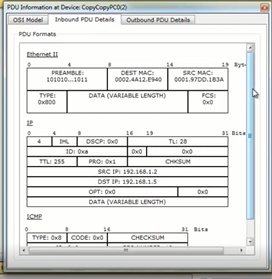 PDU Information at Device: CopyCopyPC0(2)
OSI Model Inbound PDU Details Outbound PDU Details
PDU Formats
Ethernet II
0 4 8 14 19 Byte
PREAMBLE: DEST MAC: SRC MAC:
101010...1011 0002.4A12.E940 0001.97DD.1B3A
TYPE: DATA (VARIABLE LENGTH) FCS:
0x800 0x0
IP
0 4 8 16 19 31 Bits
4 IHL DSCP: 0x0 TL: 28
ID: 0xa 0x0 0x0
TTL: 255 PRO: 0x1 CHKSUM
SRC IP: 192.168.1.2
DST IP: 192.168.1.5
OPT: 0x0 0x0
DATA (VARIABLE LENGTH)
ICMP
0 8 16 31 Bits
TYPE: 0x8 CODE: 0x0 CHECKSUM